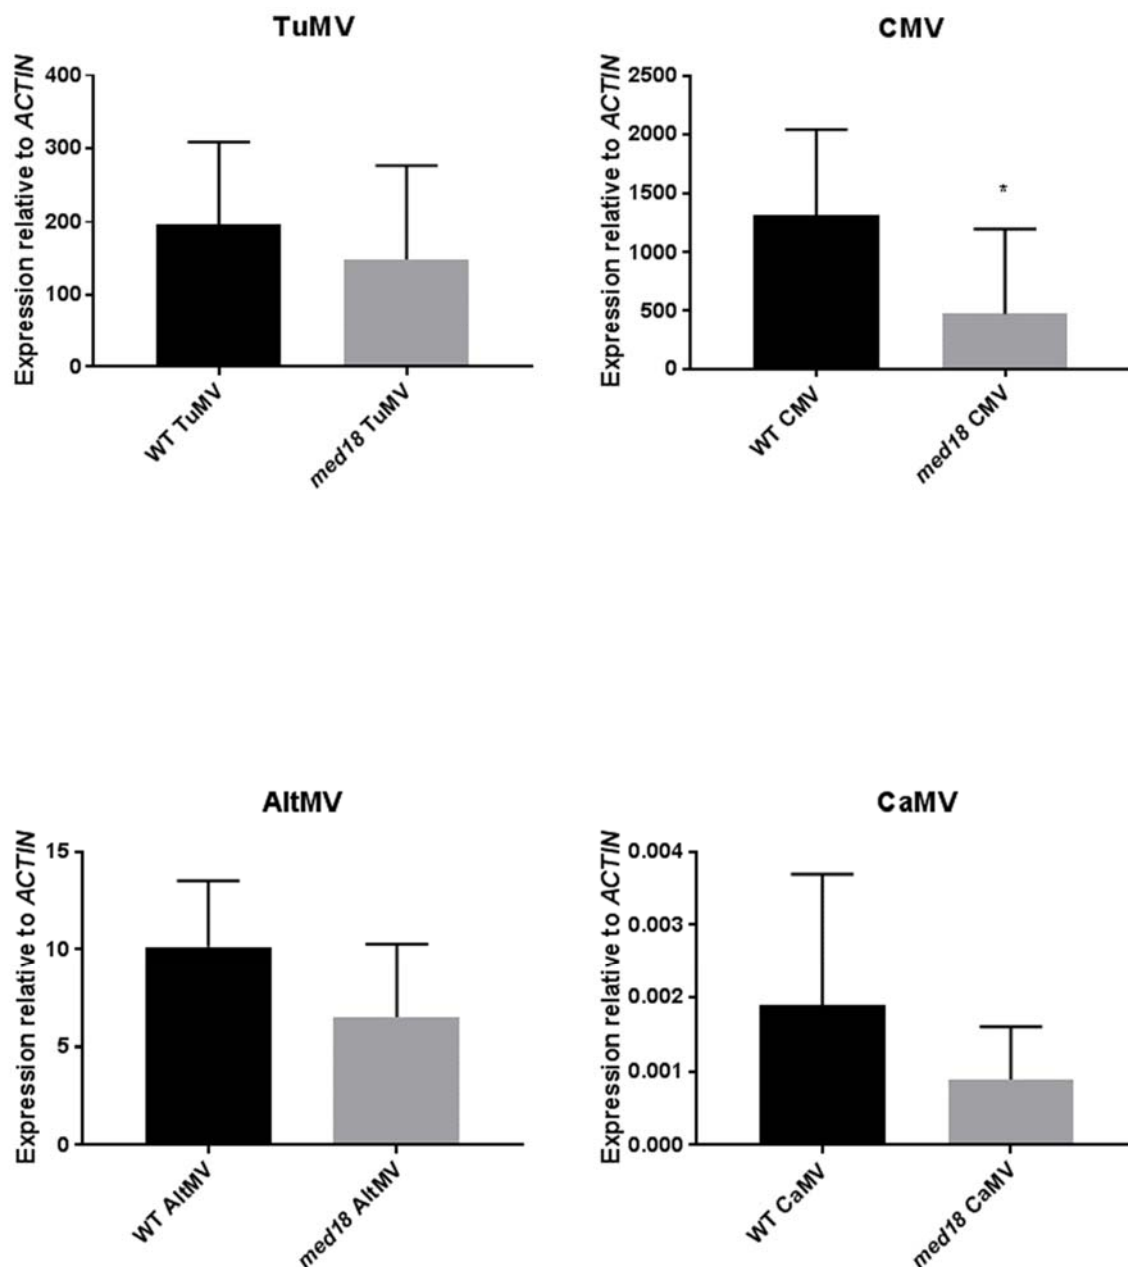 TuMV
Expression relative to ACTIN
400
300
200
100
0
WT TuMV
med18 TuMV
CMV
Expression relative to ACTIN
2500
2000
1500
1000
500
0
*
WT CMV
med18 CMV
AltMV
Expression relative to ACTIN
15
10
5
0
WT AltMV
med18 AltMV
CaMV
Expression relative to ACTIN
0.004
0.003
0.002
0.001
0.000
WT CaMV
med18 CaMV